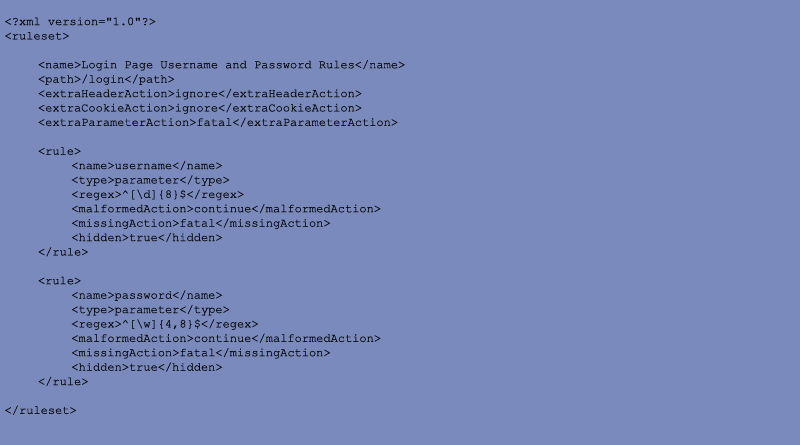 <?xml version="1.0"?>
<ruleset>
<name>Login Page Username and Password Rules</name>
<path>/login</path>
<extraHeaderAction>ignore</extraHeaderAction>
<extraCookieAction>ignore</extraCookieAction>
<extraParameterAction>fatal</extraParameterAction>
<rule>
<name>username</name>
<type>parameter</type>
<regex>^[\d]{8}$</regex>
<malformedAction>continue</malformedAction>
<missingAction>fatal</missingAction>
<hidden>true</hidden>
</rule>
<rule>
<name>password</name>
<type>parameter</type>
<regex>^[\w]{4,8}$</regex>
<malformedAction>continue</malformedAction>
<missingAction>fatal</missingAction>
<hidden>true</hidden>
</rule>
</ruleset>